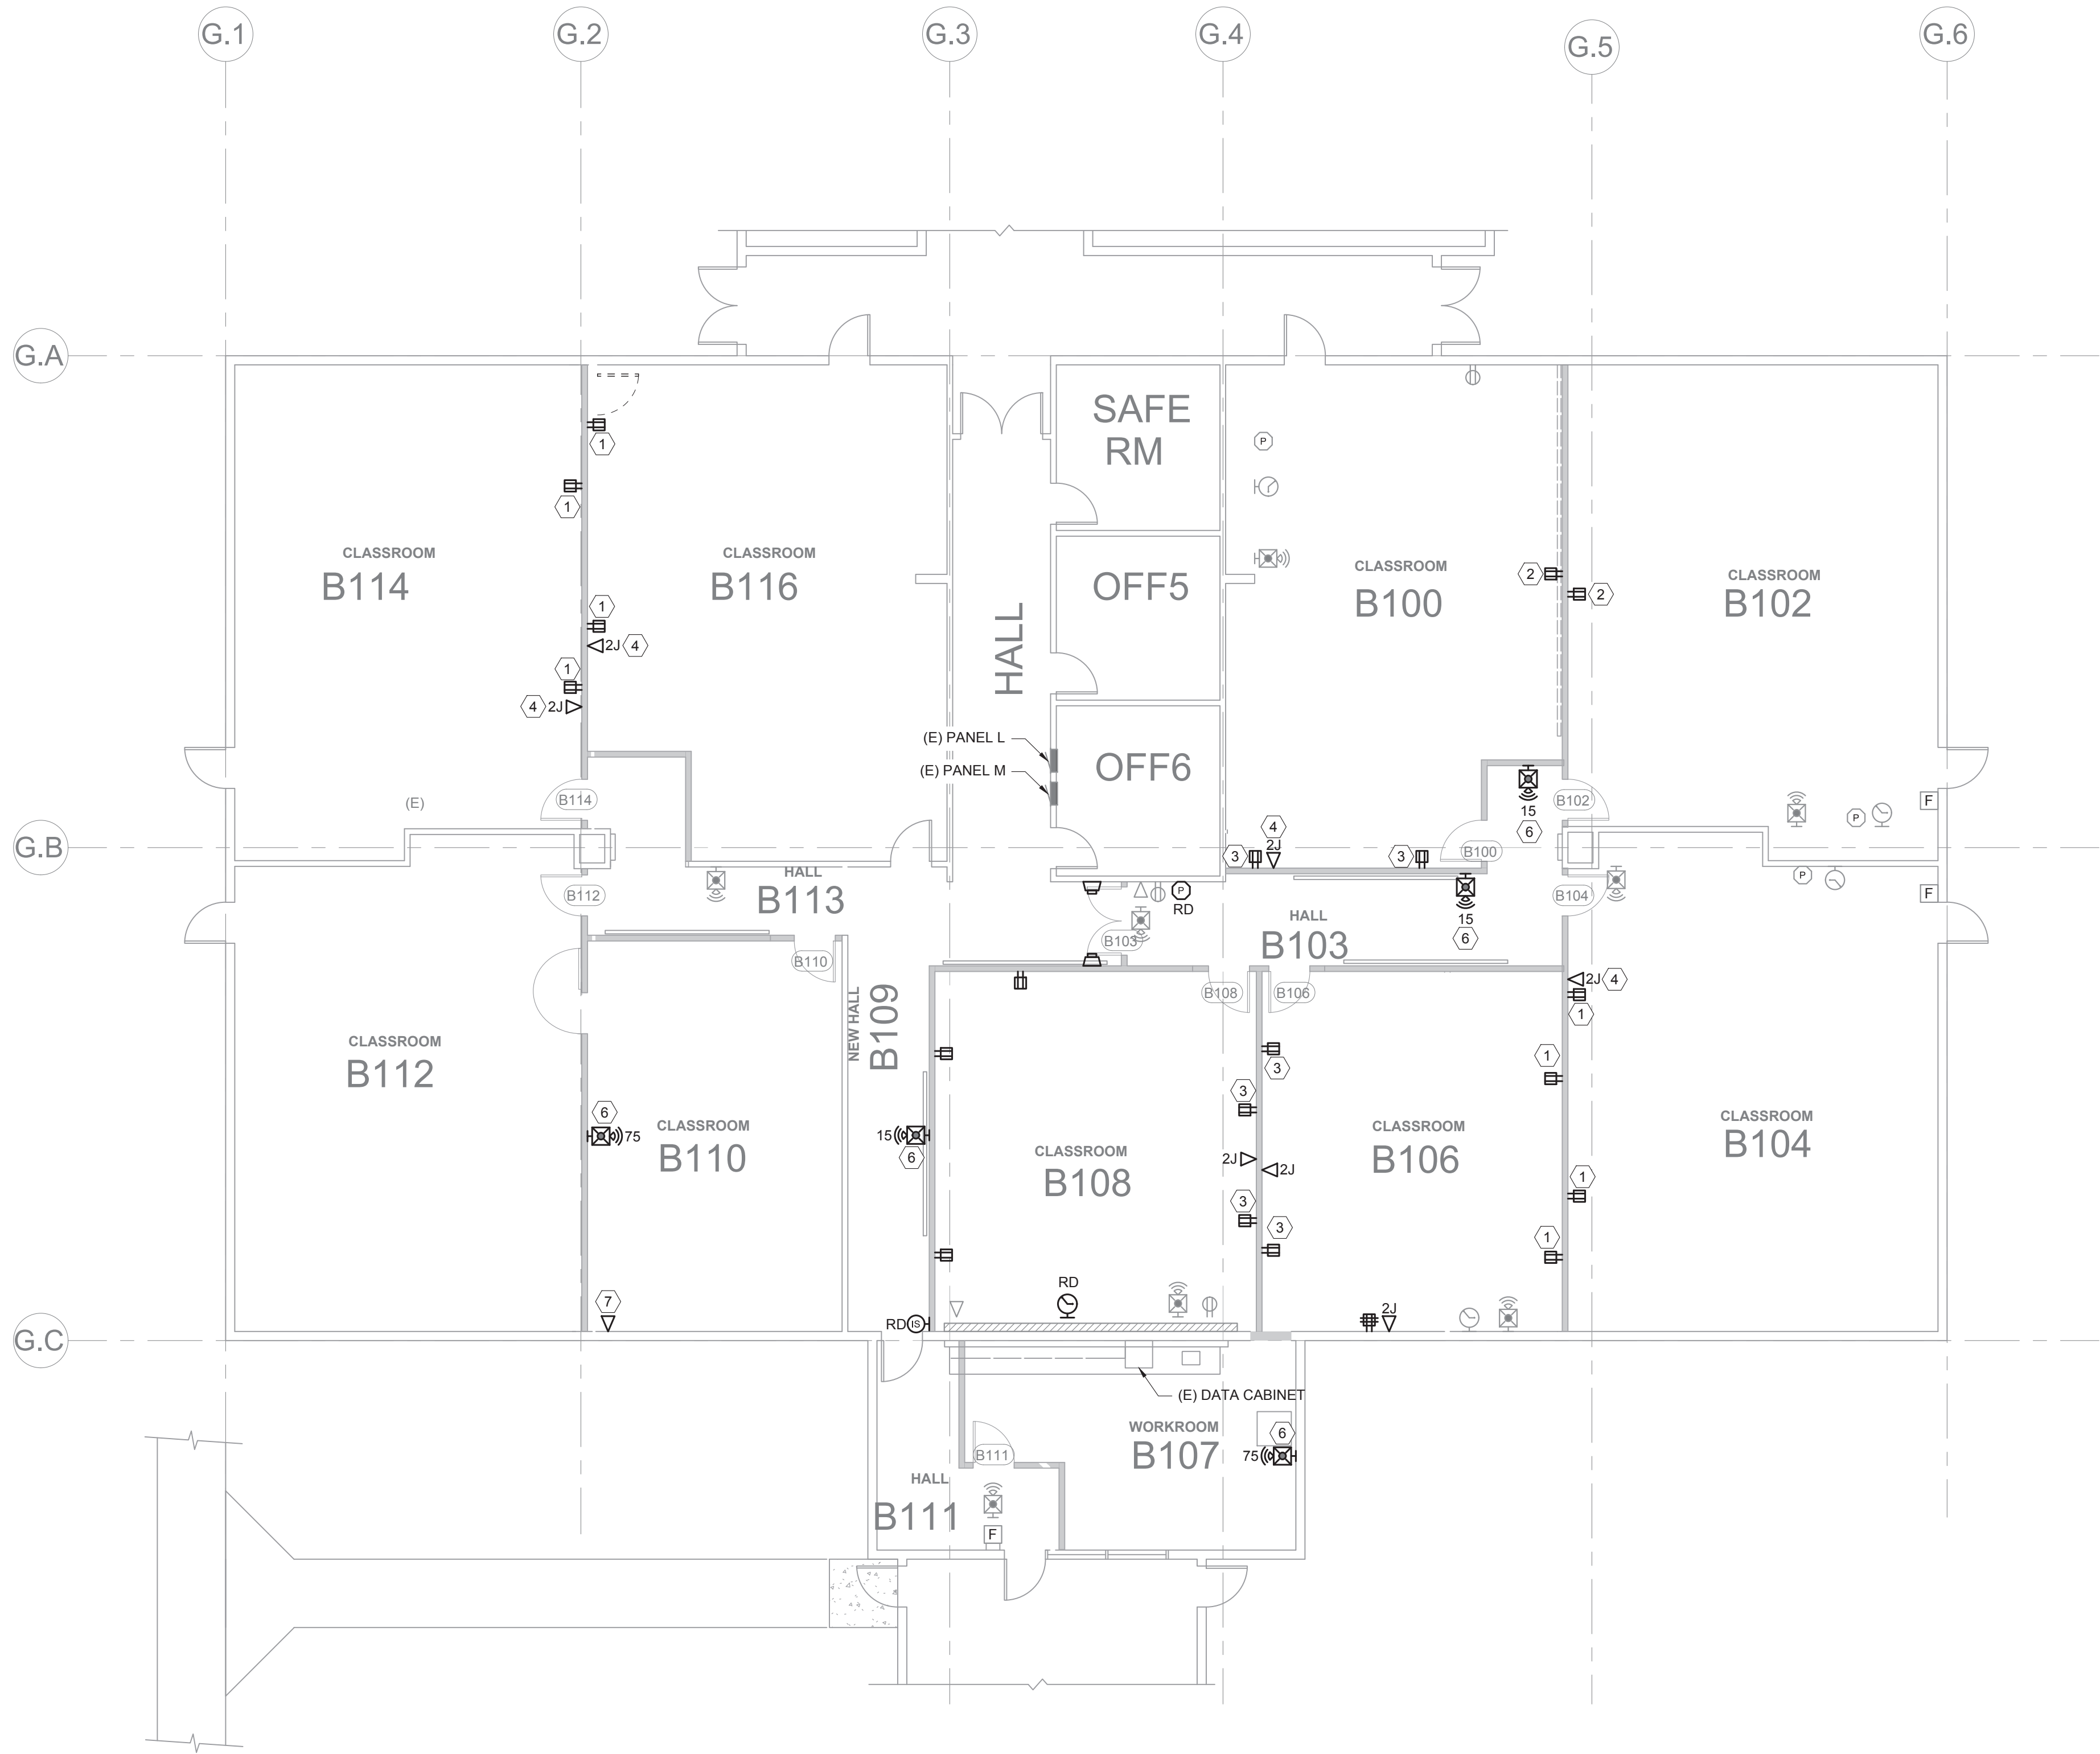 G.1
G.2
G.3
G.4
G.5
G.6
G.A
SAFE
RM
P
1
1
CLASSROOM
B114
CLASSROOM
B116
OFF5
CLASSROOM
B100
CLASSROOM
B102
2
2
HALL
1
2J 4
1
4 2J
(E) PANEL L
(E) PANEL M
OFF6
B114
(E)
B102
15
6
F
P
G.B
4
2J
3
3
B100
HALL
B113
B112
P
RD
15
6
HALL
B103
B103
B104
P
F
B110
NEW HALL
B109
B108
B106
2J 4
1
CLASSROOM
B112
3
1
3
6
75
CLASSROOM
B110
15
6
CLASSROOM
B108
2J
2J
CLASSROOM
B106
CLASSROOM
B104
1
3
3
1
7
RD
RD IS
2J
G.C
(E) DATA CABINET
WORKROOM
B107
6
75
B111
HALL
B111
F